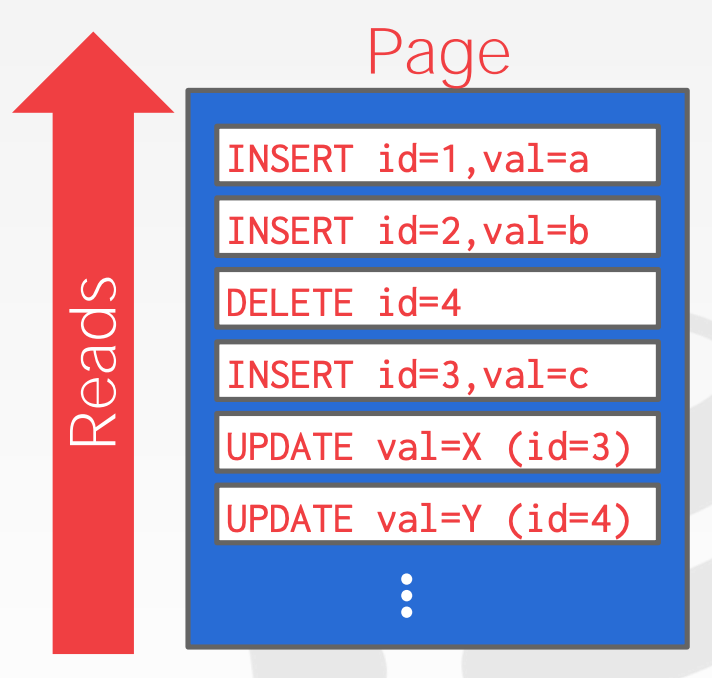 Page
INSERT id=1,val=a
INSERT id=2,val=b
DELETE id=4
INSERT id=3,val=c
UPDATE val=X (id=3)
UPDATE val=Y (id=4)
Reads